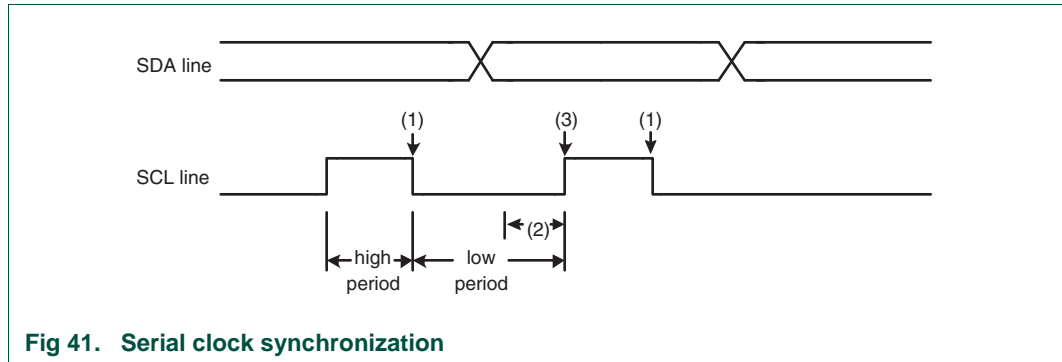 SDA line
(1)
(3)
(1)
SCL line
(2)
high
period
low
period
Fig 41. Serial clock synchronization